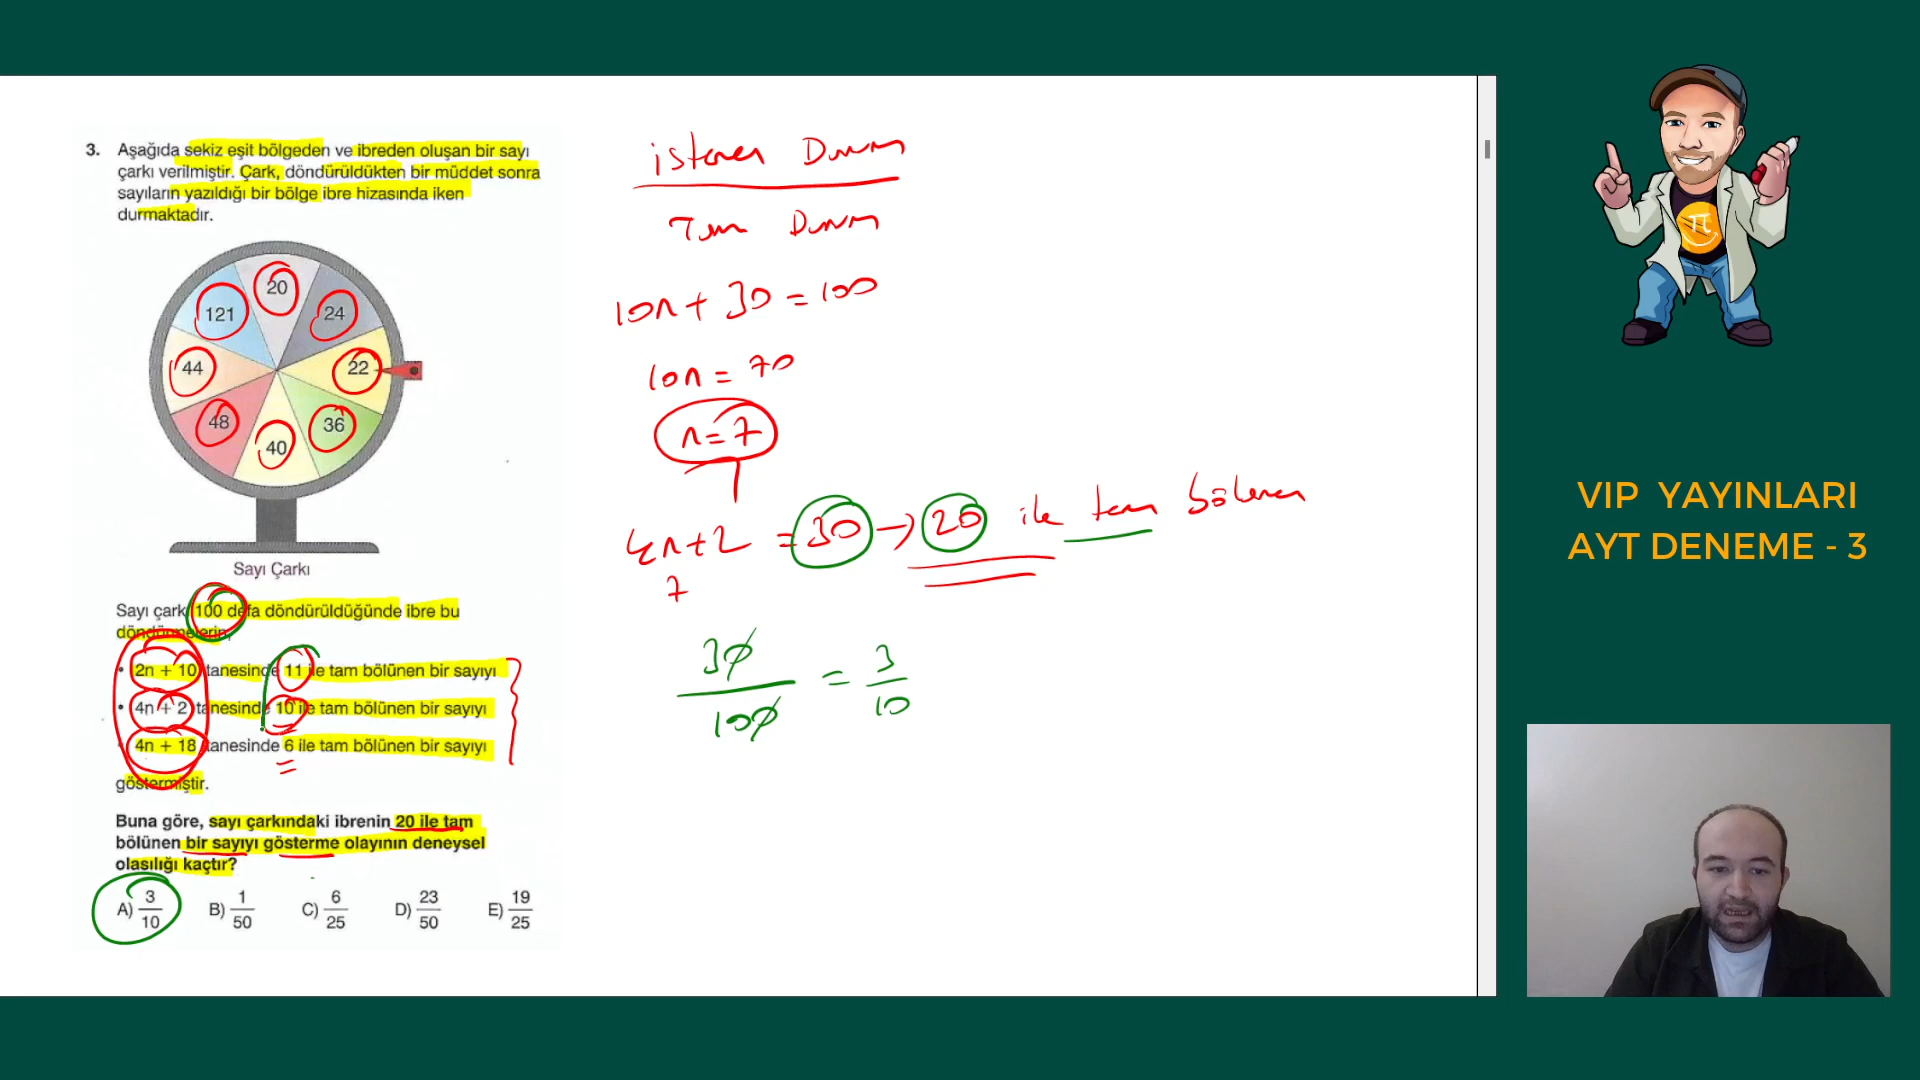 3. Aşağıda sekiz eşit bölgeden ve ibreden oluşan bir sayı
çarkı verilmiştir. Çark, döndürüldükten bir müddet sonra
sayıların yazıldığı bir bölge ibre hizasında iken
durmaktadır.
20
121
24
44
22
48
36
40
Sayı Çarkı
Sayı çark 100 defa döndürüldüğünde ibre bu
döndürmelerin;
• 2n + 10 tanesinde 11 ile tam bölünen bir sayıyı
• 4n + 2 tanesinde 10 ile tam bölünen bir sayıyı
• 4n + 18 tanesinde 6 ile tam bölünen bir sayıyı
göstermiştir.
Buna göre, sayı çarkındaki ibrenin 20 ile tam
bölünen bir sayıyı gösterme olayının deneysel
olasılığı kaçtır?
A) 3/10 B) 1/50 C) 6/25 D) 23/50 E) 19/25
istenen Durum
Tüm Durum
10n + 30 = 100
10n = 70
n = 7
4n + 2 = 30 → 20 ile tam bölünen
7
30/100 = 3/10
π
VIP YAYINLARI
AYT DENEME - 3